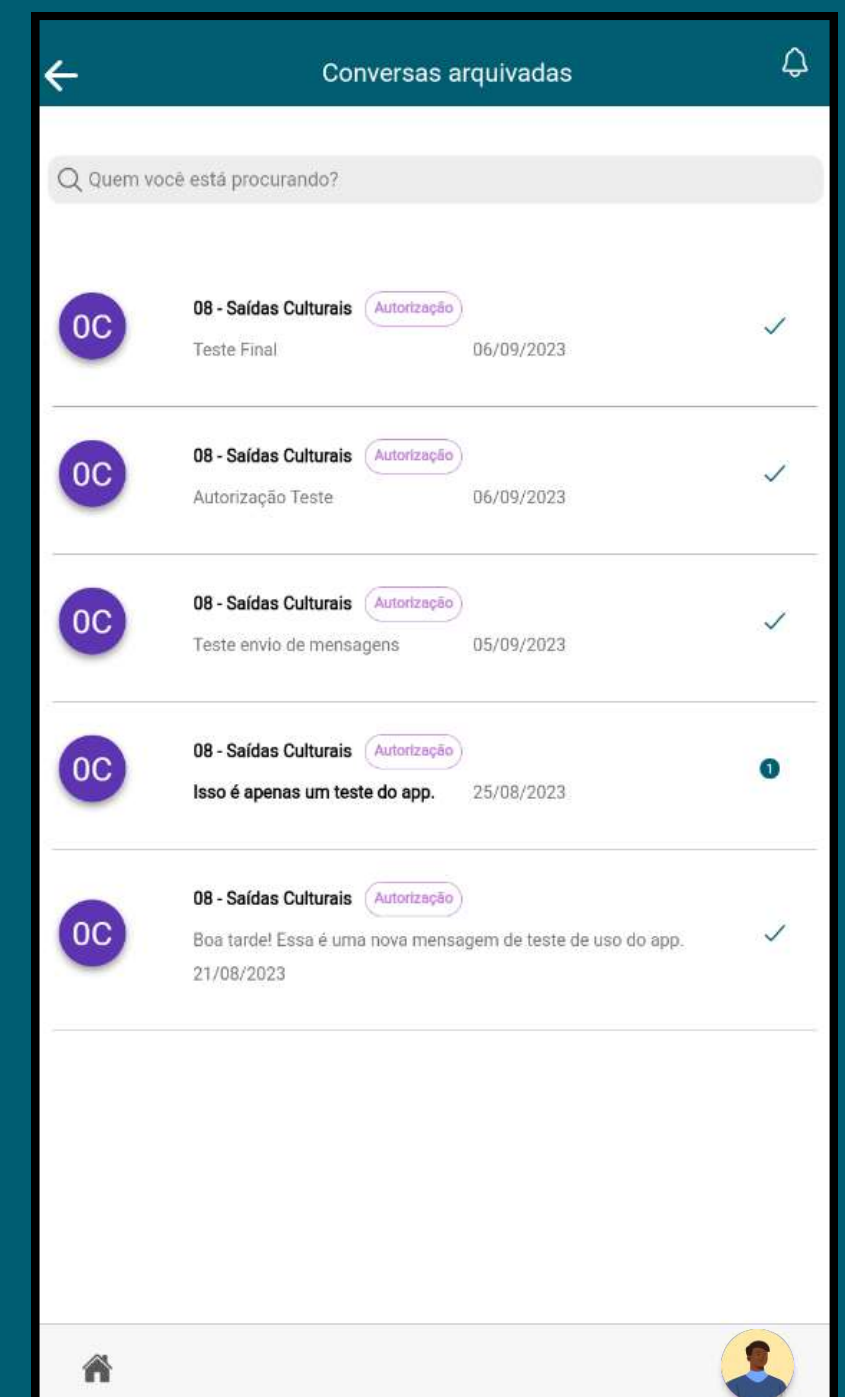 Conversas arquivadas
Quem você está procurando?
0C
08 - Saídas Culturais Autorização
Teste Final 06/09/2023
0C
08 - Saídas Culturais Autorização
Autorização Teste 06/09/2023
0C
08 - Saídas Culturais Autorização
Teste envio de mensagens 05/09/2023
0C
08 - Saídas Culturais Autorização
Isso é apenas um teste do app. 25/08/2023
1
0C
08 - Saídas Culturais Autorização
Boa tarde! Essa é uma nova mensagem de teste de uso do app.
21/08/2023